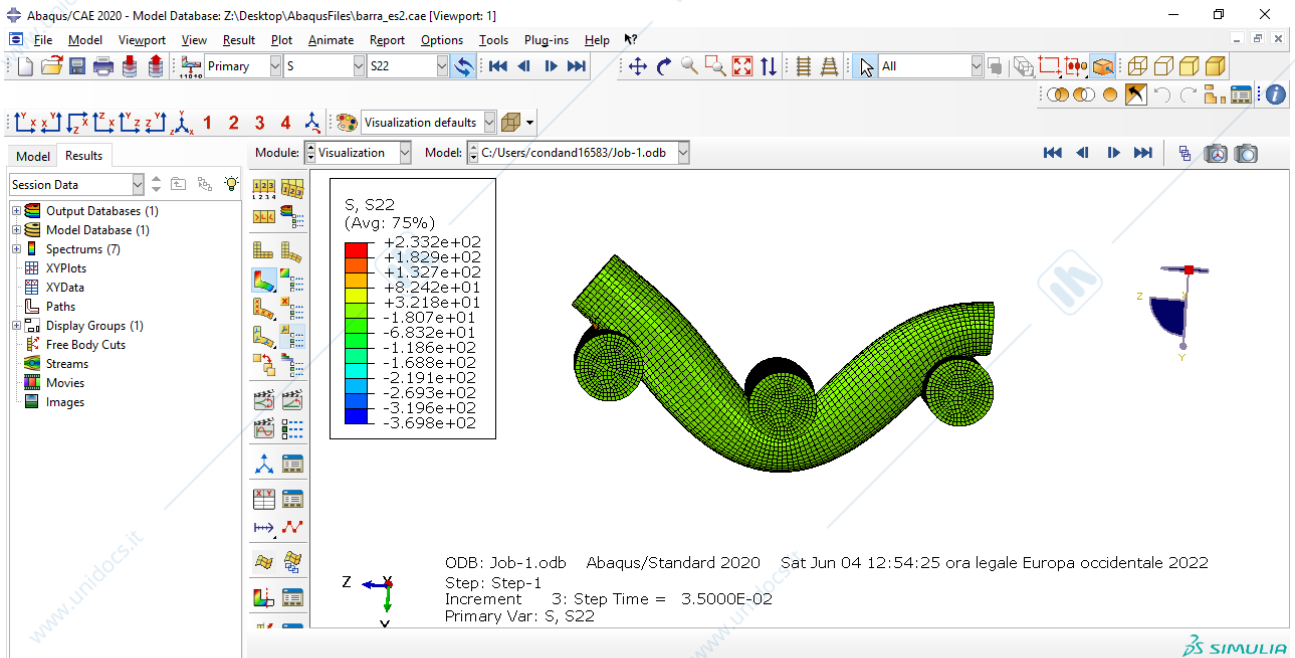 Abaqus/CAE 2020 - Model Database: Z:\Desktop\AbaqusFiles\barra_es2.cae [Viewport: 1]
File Model Viewport View Result Plot Animate Report Options Tools Plug-ins Help
Primary S S22 All
1 2 3 4 Visualization defaults
Model Results
Module: Visualization Model: C:/Users/condand16583/Job-1.odb
Session Data
Output Databases (1)
Model Database (1)
Spectrums (7)
XYPlots
XYData
Paths
Display Groups (1)
Free Body Cuts
Streams
Movies
Images
S, S22
(Avg: 75%)
+2.332e+02
+1.829e+02
+1.327e+02
+8.242e+01
+3.218e+01
-1.807e+01
-6.832e+01
-1.186e+02
-1.688e+02
-2.191e+02
-2.693e+02
-3.196e+02
-3.698e+02
Z
Y
ODB: Job-1.odb Abaqus/Standard 2020 Sat Jun 04 12:54:25 ora legale Europa occidentale 2022
Step: Step-1
Increment 3: Step Time = 3.5000E-02
Primary Var: S, S22
Z X
Y
SIMULIA
www.unidocs.it